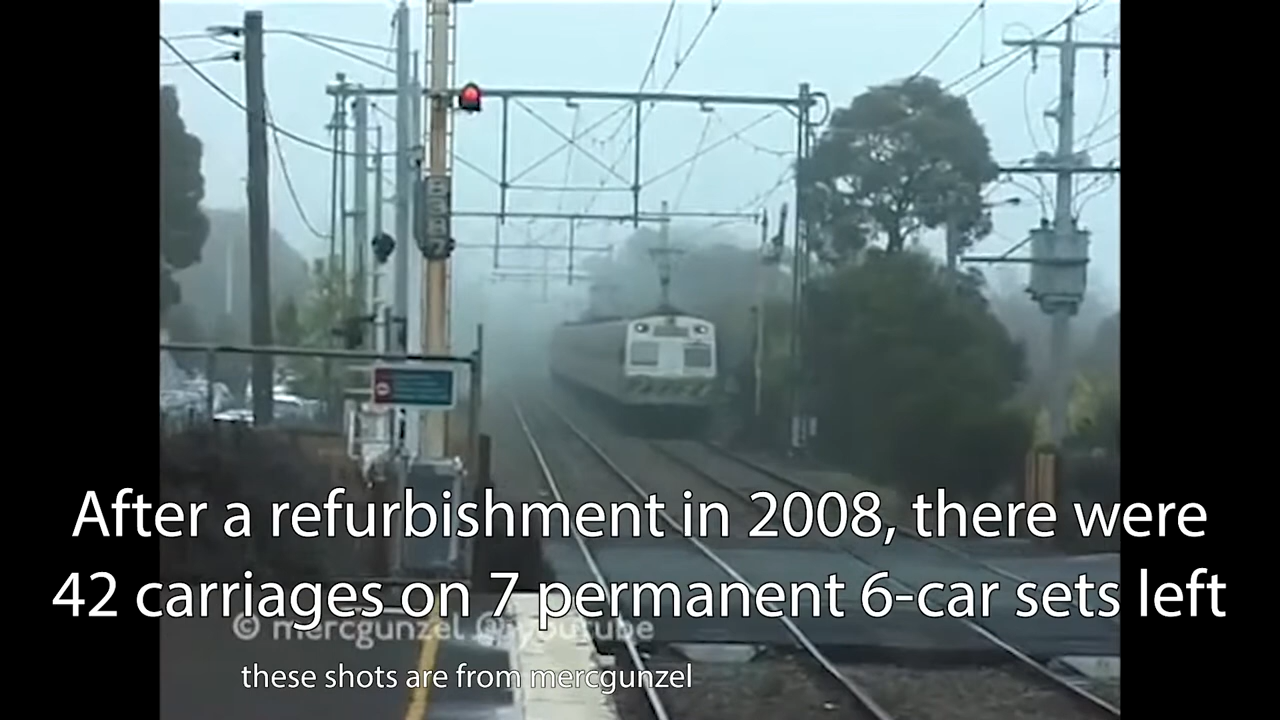 B387
After a refurbishment in 2008, there were
42 carriages on 7 permanent 6-car sets left
© mercgunzel @youtube
these shots are from mercgunzel